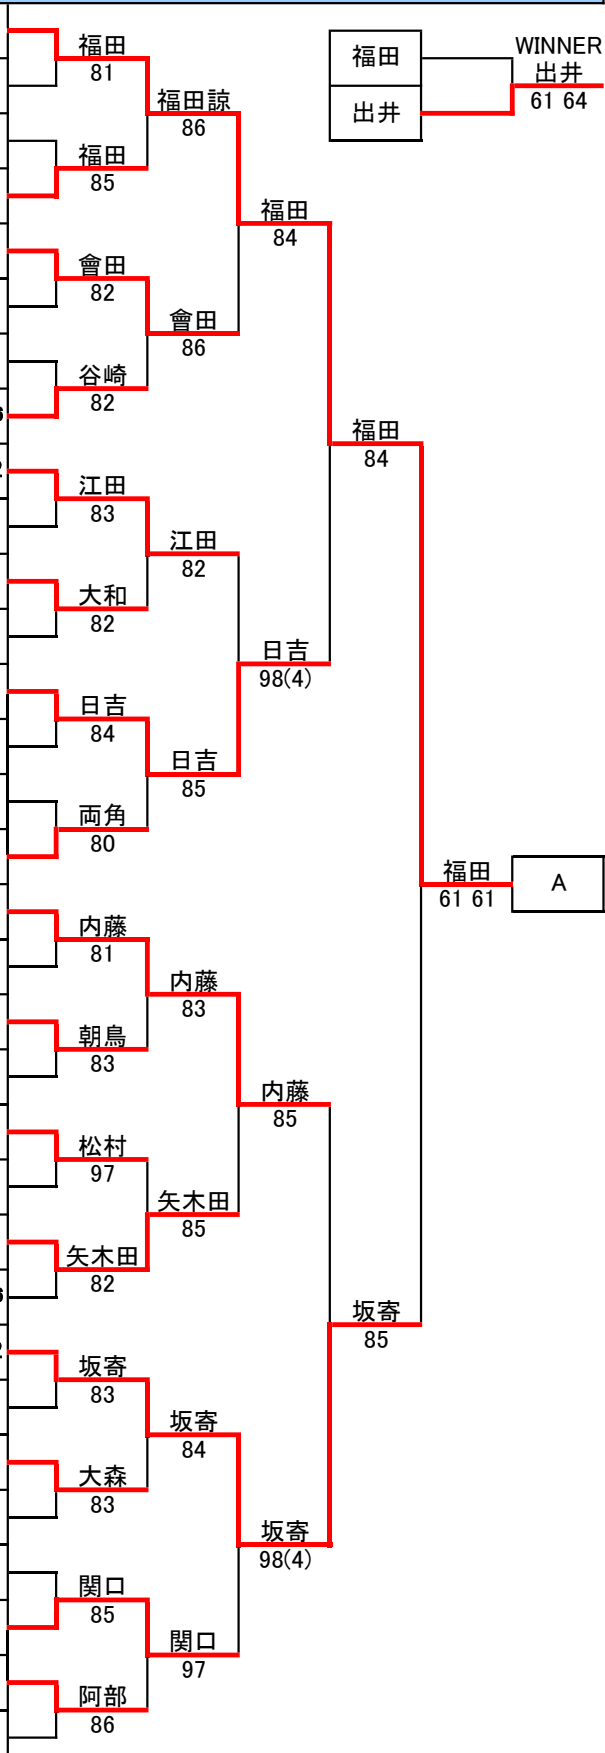 福田
81
福田諒
86
福田
85
福田
84
會田
82
會田
86
谷崎
82
福田
84
江田
83
江田
82
大和
82
日吉
98(4)
日吉
84
日吉
85
両角
80
福田
61 61
A
内藤
81
内藤
83
朝鳥
83
内藤
85
松村
97
矢木田
85
矢木田
82
坂寄
85
坂寄
83
坂寄
84
大森
83
坂寄
98(4)
関口
85
関口
97
阿部
86
福田
出井
WINNER
出井
61 64